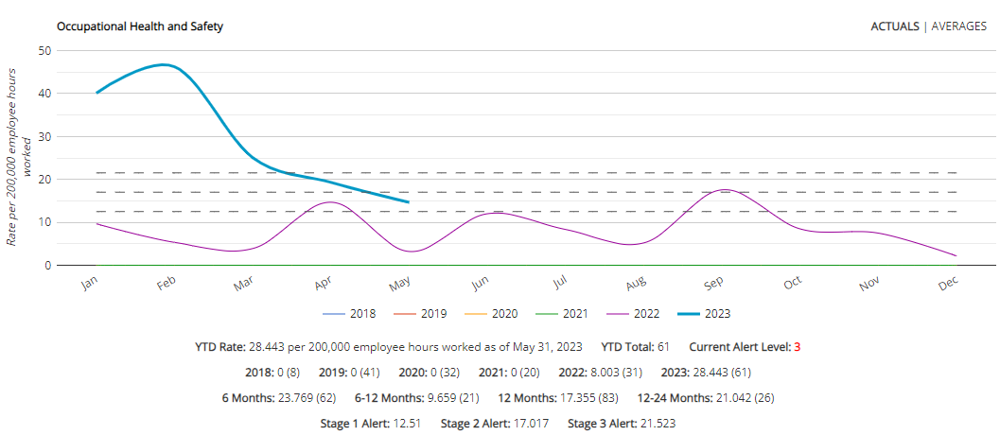 Occupational Health and Safety
ACTUALS | AVERAGES
Rate per 200,000 employee hours
worked
50
40
30
20
10
0
Jan Feb Mar Apr May Jun Jul Aug Sep Oct Nov Dec
2018 2019 2020 2021 2022 2023
YTD Rate: 28.443 per 200,000 employee hours worked as of May 31, 2023 YTD Total: 61 Current Alert Level: 3
2018: 0 (8) 2019: 0 (41) 2020: 0 (32) 2021: 0 (20) 2022: 8.003 (31) 2023: 28.443 (61)
6 Months: 23.769 (62) 6-12 Months: 9.659 (21) 12 Months: 17.355 (83) 12-24 Months: 21.042 (26)
Stage 1 Alert: 12.51 Stage 2 Alert: 17.017 Stage 3 Alert: 21.523